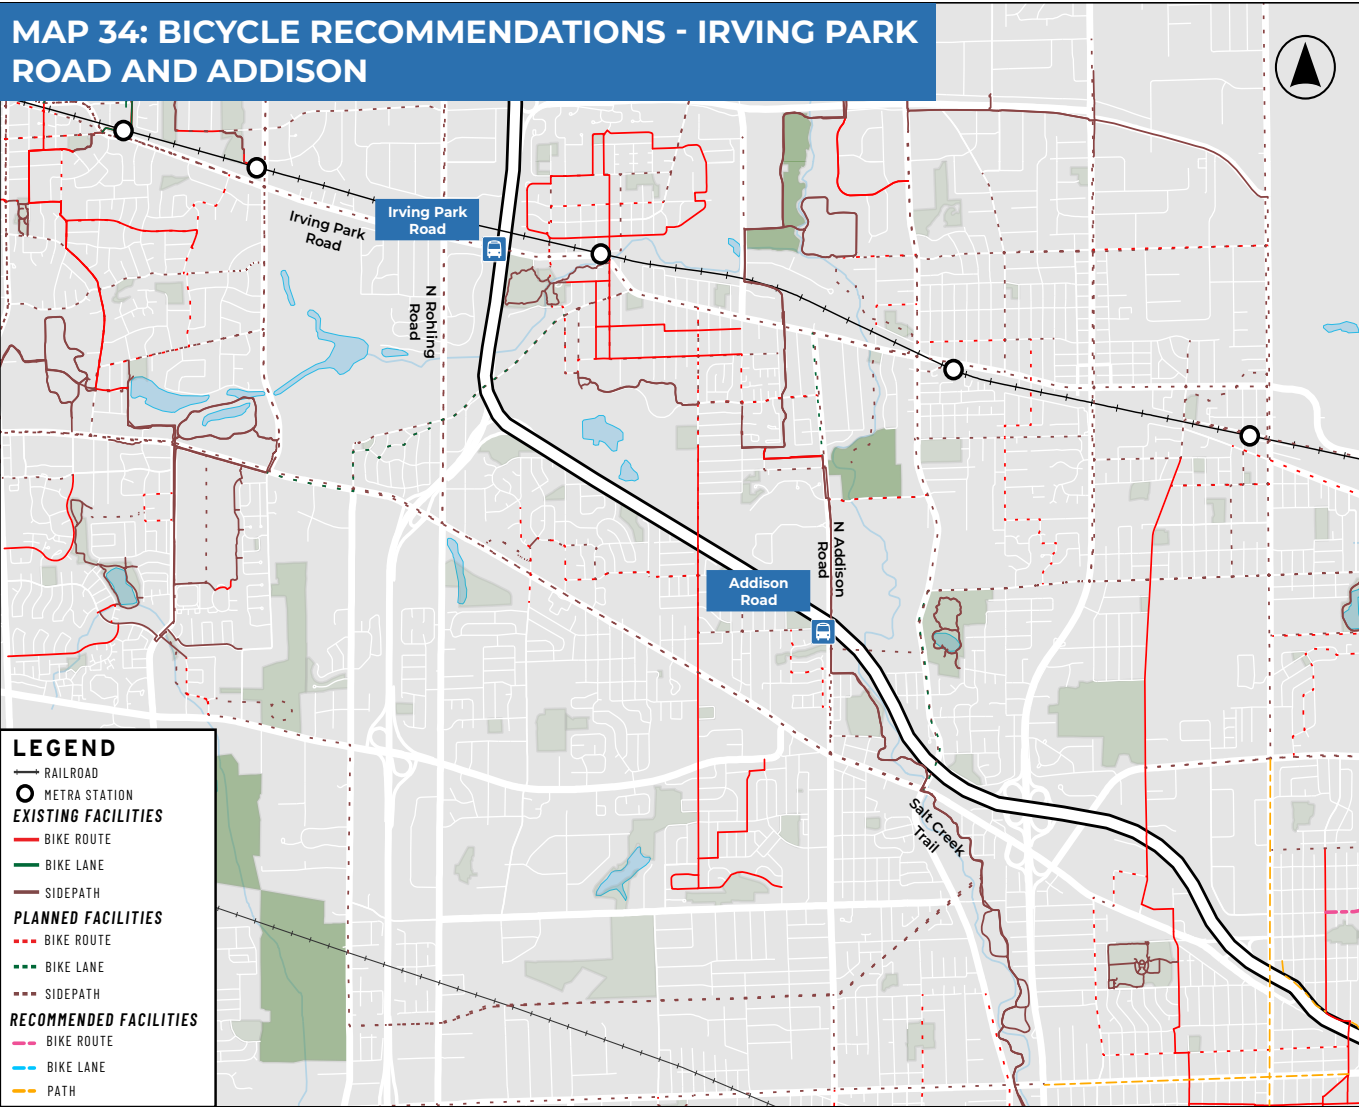 MAP 34: BICYCLE RECOMMENDATIONS - IRVING PARK
ROAD AND ADDISON
Irving Park
Road
Irving Park
Road
N Rohling
Road
N Addison
Road
Addison
Road
Salt Creek
Trail
LEGEND
RAILROAD
METRA STATION
EXISTING FACILITIES
BIKE ROUTE
BIKE LANE
SIDEPATH
PLANNED FACILITIES
BIKE ROUTE
BIKE LANE
SIDEPATH
RECOMMENDED FACILITIES
BIKE ROUTE
BIKE LANE
PATH